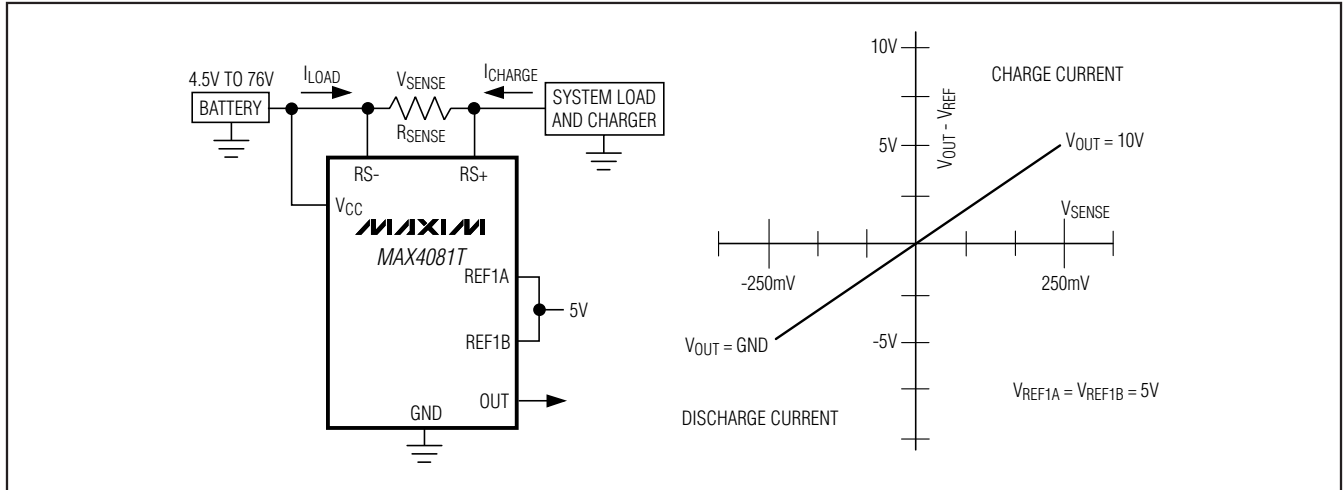 4.5V TO 76V
BATTERY
ILOAD
VSENSE
RSENSE
ICHARGE
SYSTEM LOAD
AND CHARGER
RS-
RS+
VCC
MAXIM
MAX4081T
REF1A
5V
REF1B
OUT
GND
10V
VOUT - VREF
CHARGE CURRENT
5V
VOUT = 10V
VSENSE
-250mV
250mV
VOUT = GND
-5V
VREF1A = VREF1B = 5V
DISCHARGE CURRENT